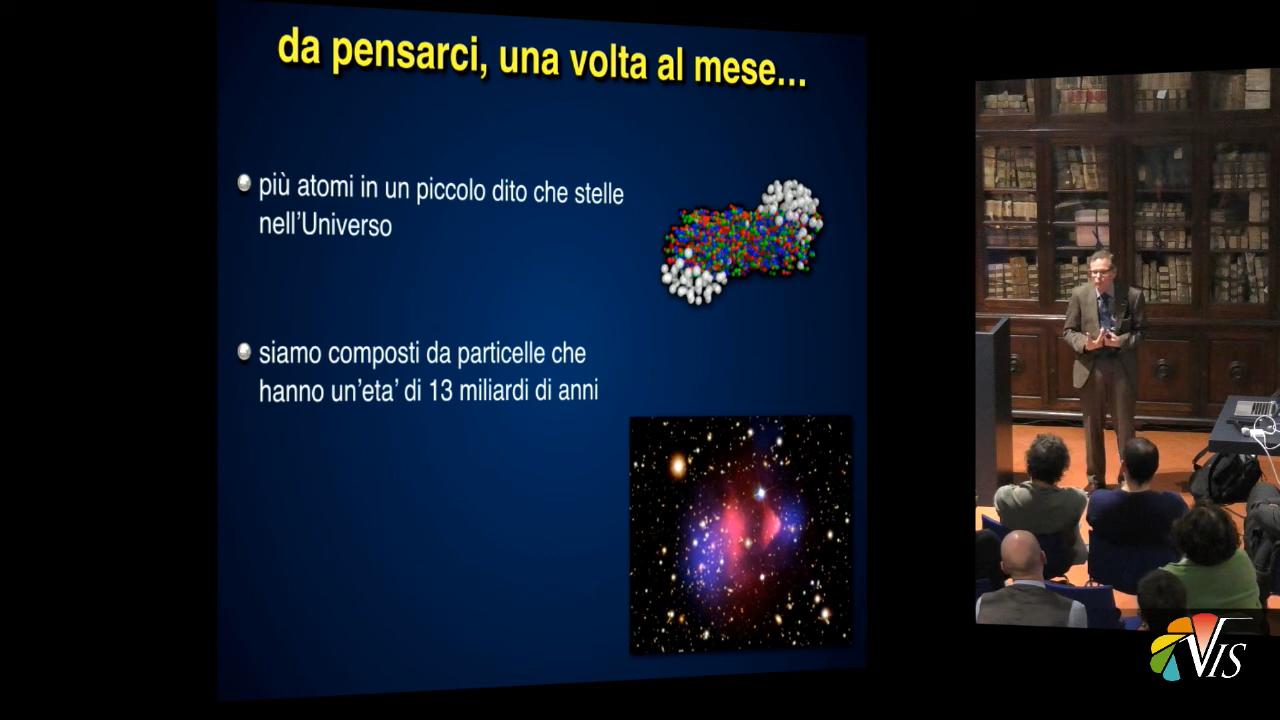 da pensarci, una volta al mese...
più atomi in un piccolo dito che stelle
nell'Universo
siamo composti da particelle che
hanno un'eta' di 13 miliardi di anni
VIS